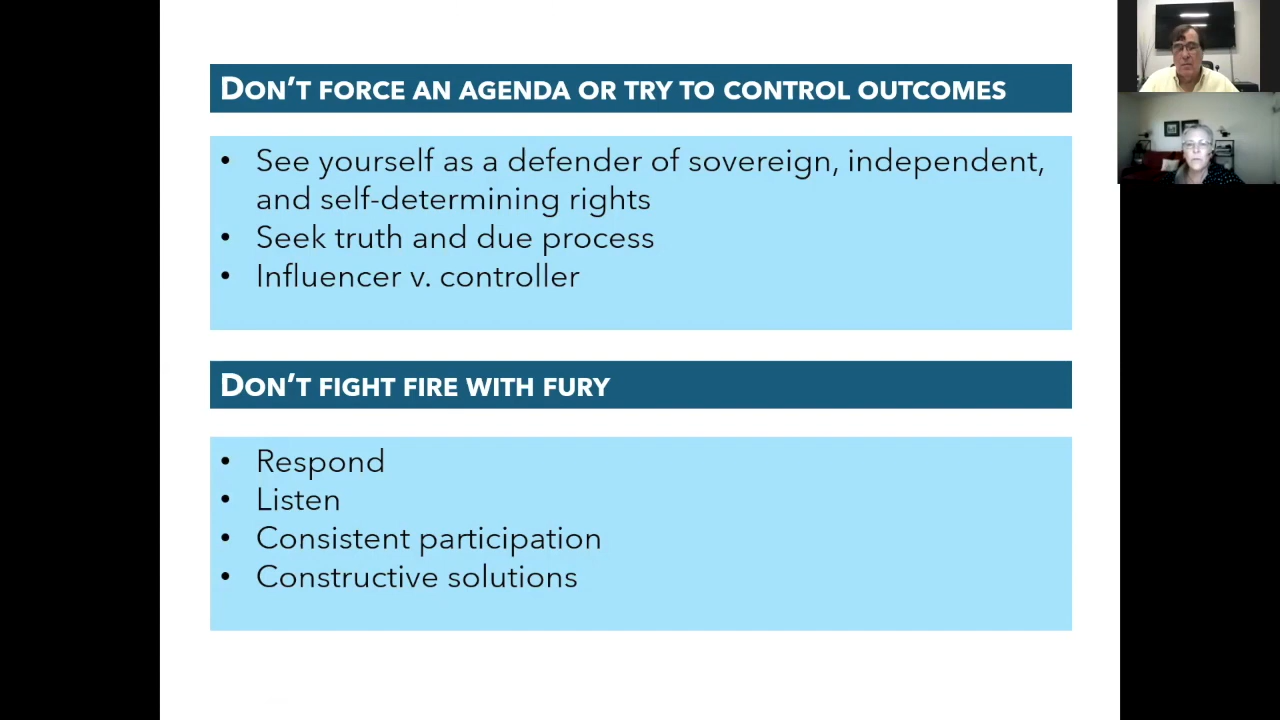 DON'T FORCE AN AGENDA OR TRY TO CONTROL OUTCOMES
• See yourself as a defender of sovereign, independent,
and self-determining rights
• Seek truth and due process
• Influencer v. controller
DON'T FIGHT FIRE WITH FURY
• Respond
• Listen
• Consistent participation
• Constructive solutions